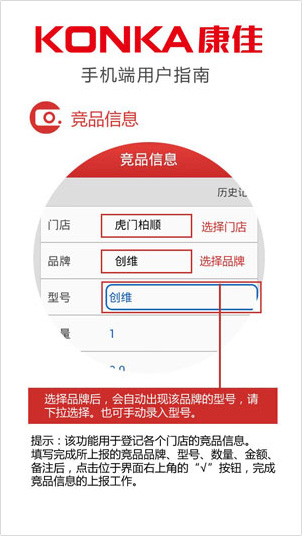 KONKA 康佳
手机端用户指南
竞品信息
竞品信息
历史记
门店 虎门柏顺 选择门店
品牌 创维 选择品牌
型号 创维
量 1
选择品牌后，会自动出现该品牌的型号，请
下拉选择。也可手动录入型号。
提示：该功能用于登记各个门店的竞品信息。
填写完成所上报的竞品品牌、型号、数量、金额、
备注后，点击位于界面右上角的“√”按钮，完成
竞品信息的上报工作。